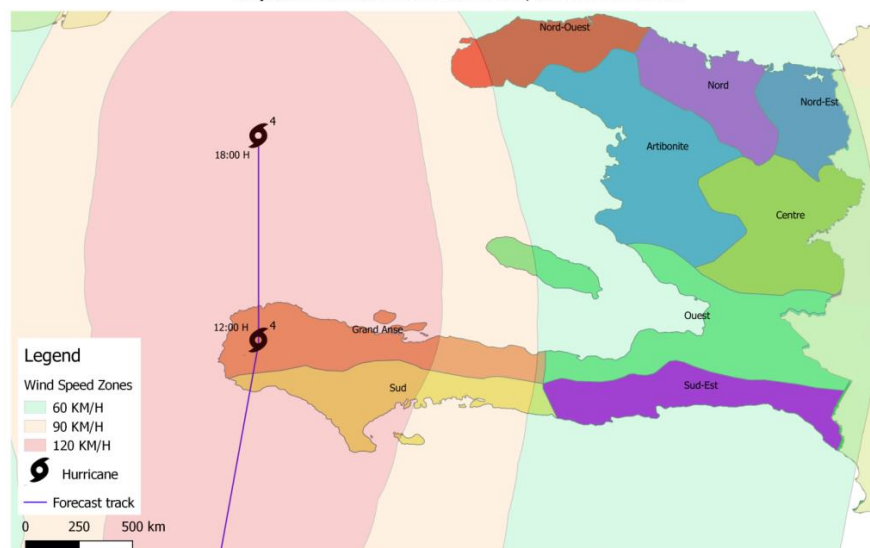 Nord-Ouest
Nord
Nord-Est
4
18:00 H
Artibonite
Centre
12:00 H
4
Grand Anse
Ouest
Sud
Sud-Est
Legend
Wind Speed Zones
60 KM/H
90 KM/H
120 KM/H
Hurricane
Forecast track
0 250 500 km